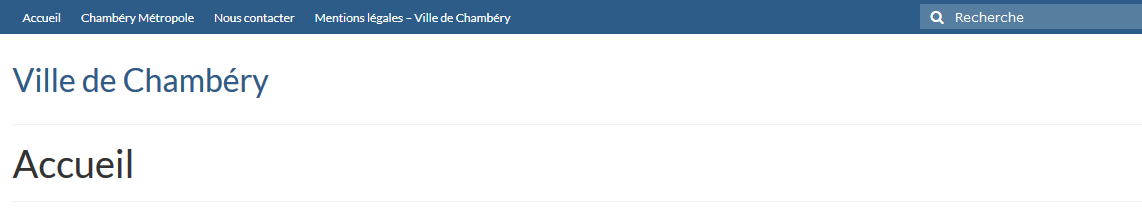 Accueil Chambéry Métropole Nous contacter Mentions légales – Ville de Chambéry Recherche
Ville de Chambéry
Accueil